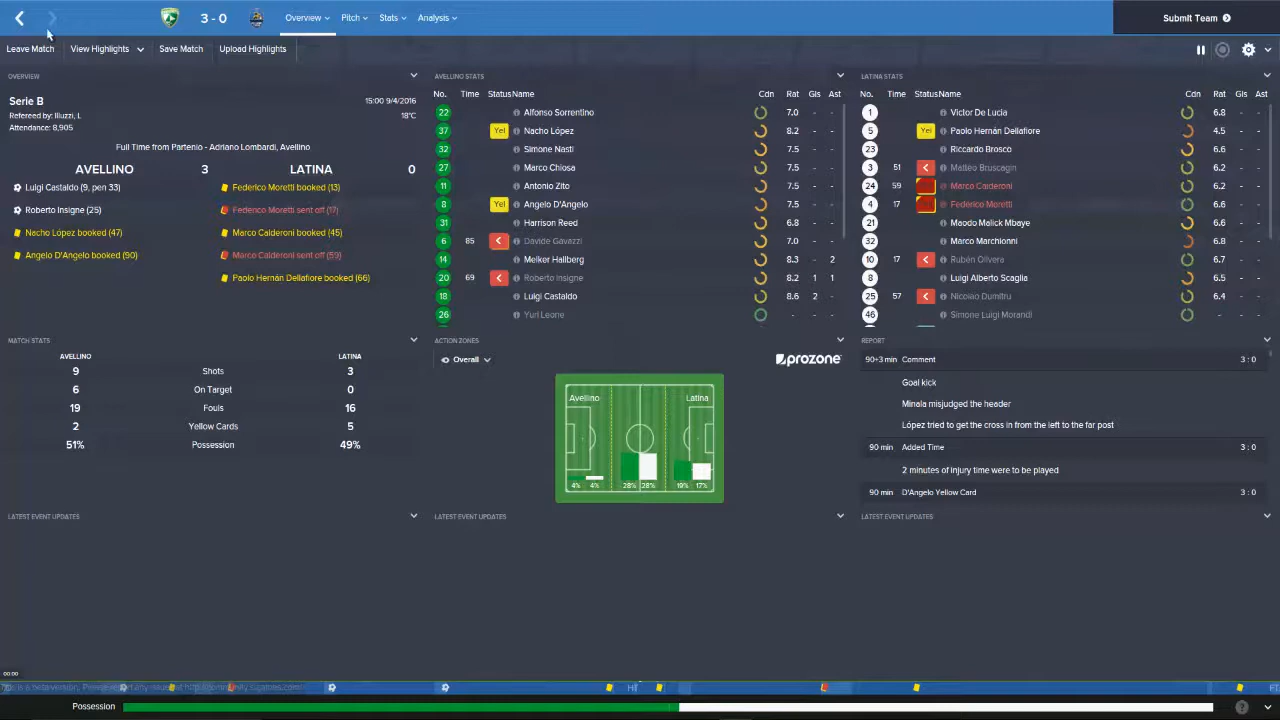 3 - 0
Overview Pitch Stats Analysis
Submit Team
Leave Match View Highlights Save Match Upload Highlights
OVERVIEW
Serie B 15:00 9/4/2016
Refereed by: Illuzzi, L 18°C
Attendance: 8,905
Full Time from Partenio - Adriano Lombardi, Avellino
AVELLINO 3 LATINA 0
Luigi Castaldo (9, pen 33) Federico Moretti booked (13)
Roberto Insigne (25) Federico Moretti sent off (17)
Nacho López booked (47) Marco Calderoni booked (45)
Angelo D'Angelo booked (90) Marco Calderoni sent off (59)
Paolo Hernán Dellafiore booked (66)
AVELLINO STATS
No. Time Status Name Cdn Rat Gls Ast
22 Alfonso Sorrentino 7.0 - -
37 Yel Nacho López 8.2 - -
32 Simone Nasti 7.5 - -
27 Marco Chiosa 7.5 - -
11 Antonio Zito 7.5 - -
8 Yel Angelo D'Angelo 7.5 - -
31 Harrison Reed 6.8 - -
6 85 Davide Gavazzi 7.0 - -
14 Melker Hallberg 8.3 - 2
20 69 Roberto Insigne 8.2 1 1
18 Luigi Castaldo 8.6 2 -
26 Yuri Leone - - -
LATINA STATS
No. Time Status Name Cdn Rat Gls Ast
1 Victor De Lucia 6.8 - -
5 Yel Paolo Hernán Dellafiore 4.5 - -
23 Riccardo Brosco 6.6 - -
3 51 Matteo Bruscagin 6.2 - -
24 59 Marco Calderoni 6.2 - -
4 17 Federico Moretti 6.6 - -
21 Maodo Malick Mbaye 6.6 - -
32 Marco Marchionni 6.8 - -
10 17 Rubén Olivera 6.7 - -
8 Luigi Alberto Scaglia 6.5 - -
25 57 Nicolao Dumitru 6.4 - -
46 Simone Luigi Morandi - - -
MATCH STATS
AVELLINO LATINA
9 Shots 3
6 On Target 0
19 Fouls 16
2 Yellow Cards 5
51% Possession 49%
ACTION ZONES
Overall
prozone
Avellino Latina
4% 4% 28% 28% 19% 17%
REPORT
90+3 min Comment 3 : 0
Goal kick
Minala misjudged the header
López tried to get the cross in from the left to the far post
90 min Added Time 3 : 0
2 minutes of injury time were to be played
90 min D'Angelo Yellow Card 3 : 0
LATEST EVENT UPDATES
LATEST EVENT UPDATES
LATEST EVENT UPDATES
00:00
HT
FT
Possession